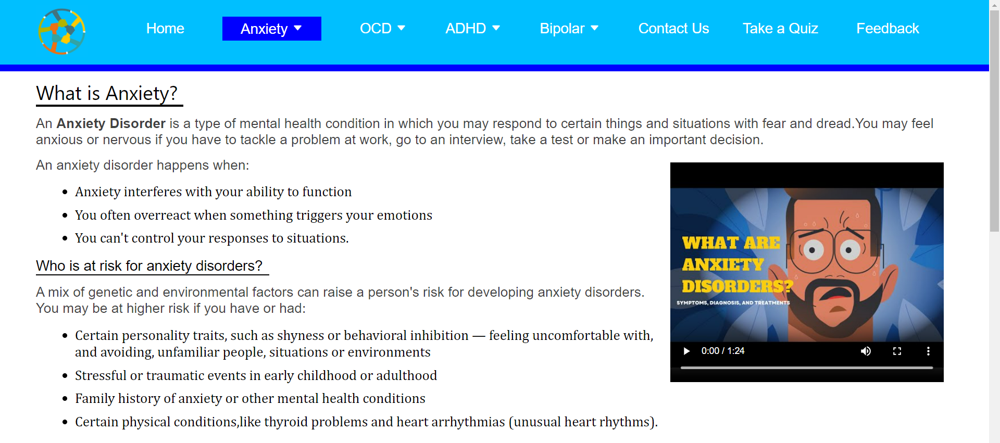 Home Anxiety OCD ADHD Bipolar Contact Us Take a Quiz Feedback
What is Anxiety?
An Anxiety Disorder is a type of mental health condition in which you may respond to certain things and situations with fear and dread.You may feel
anxious or nervous if you have to tackle a problem at work, go to an interview, take a test or make an important decision.
An anxiety disorder happens when:
Anxiety interferes with your ability to function
You often overreact when something triggers your emotions
You can't control your responses to situations.
Who is at risk for anxiety disorders?
A mix of genetic and environmental factors can raise a person's risk for developing anxiety disorders.
You may be at higher risk if you have or had:
Certain personality traits, such as shyness or behavioral inhibition — feeling uncomfortable with,
and avoiding, unfamiliar people, situations or environments
Stressful or traumatic events in early childhood or adulthood
Family history of anxiety or other mental health conditions
Certain physical conditions,like thyroid problems and heart arrhythmias (unusual heart rhythms).
WHAT ARE
ANXIETY
DISORDERS?
SYMPTOMS, DIAGNOSIS, AND TREATMENTS
0:00 / 1:24